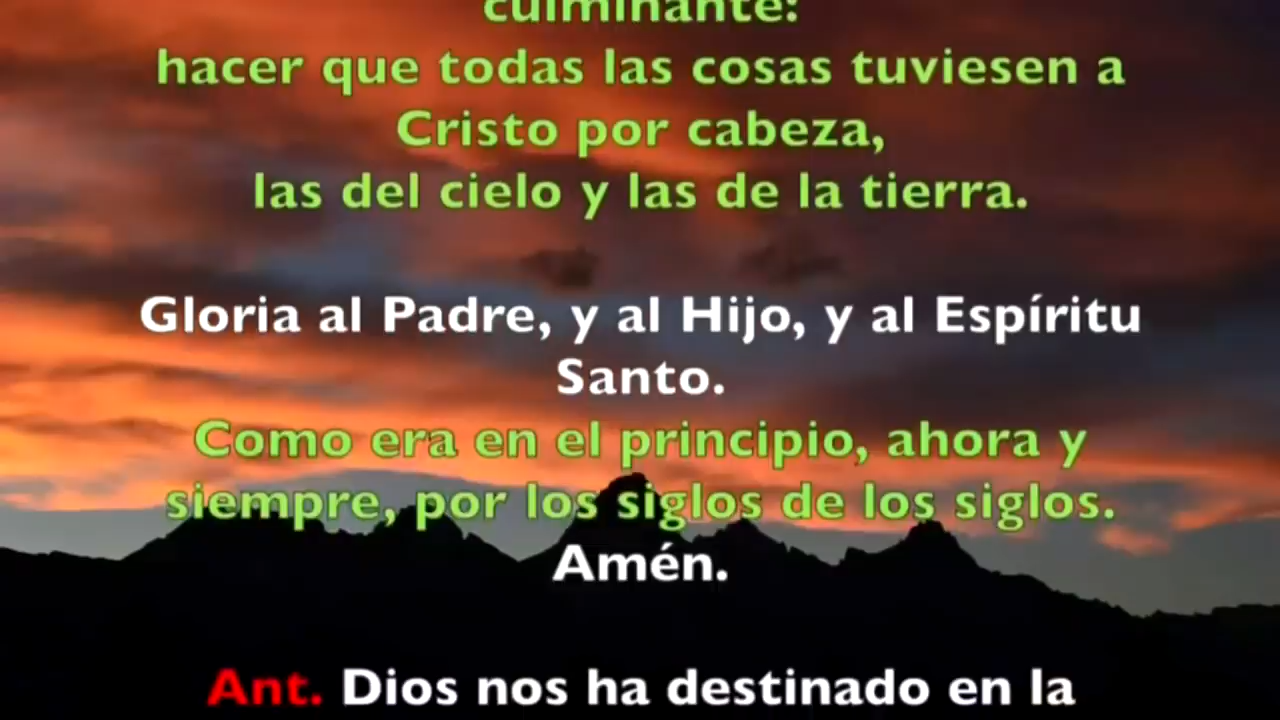 culminante:
hacer que todas las cosas tuviesen a
Cristo por cabeza,
las del cielo y las de la tierra.
Gloria al Padre, y al Hijo, y al Espíritu
Santo.
Como era en el principio, ahora y
siempre, por los siglos de los siglos.
Amén.
Ant. Dios nos ha destinado en la